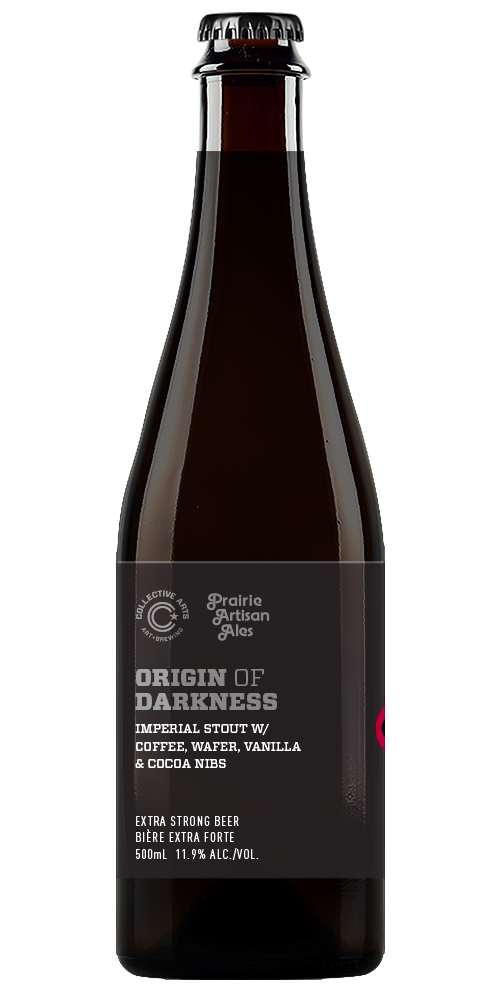 COLLECTIVE ARTS
ART • BREWING
Prairie
Artisan
Ales
ORIGIN OF
DARKNESS
IMPERIAL STOUT W/
COFFEE, WAFER, VANILLA
& COCOA NIBS
EXTRA STRONG BEER
BIÈRE EXTRA FORTE
500mL 11.9% ALC./VOL.